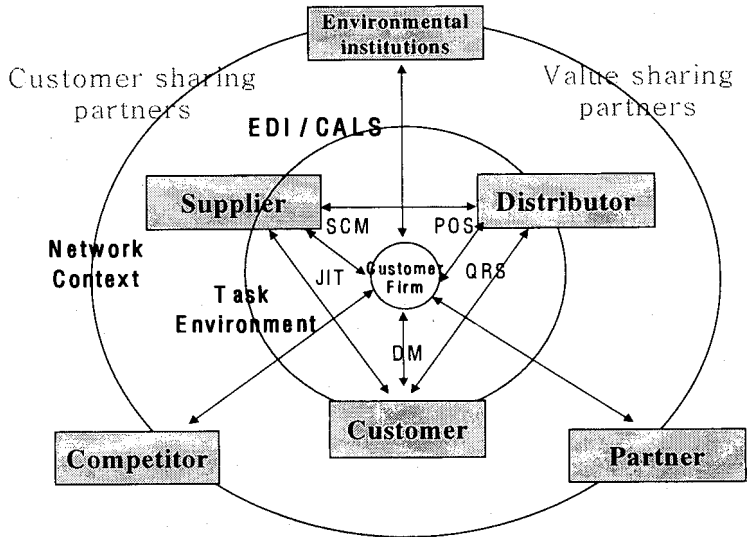 Environmental
institutions
Customer sharing
partners
Value sharing
partners
EDI / CALS
Supplier
Distributor
SCM
POS
Network
Context
Customer
Firm
JIT
QRS
Task
Environment
DM
Customer
Competitor
Partner